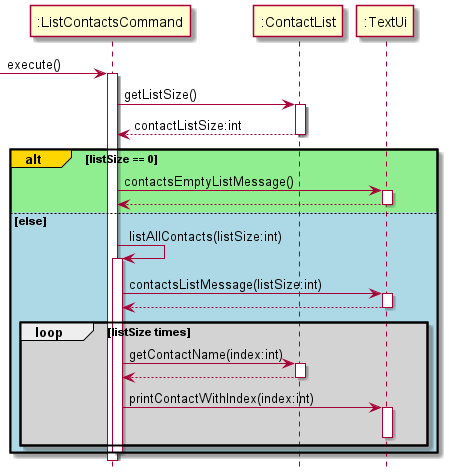 :ListContactsCommand
:ContactList
:TextUi
execute()
getListSize()
contactListSize:int
alt
[listSize == 0]
contactsEmptyListMessage()
[else]
listAllContacts(listSize:int)
contactsListMessage(listSize:int)
loop
[listSize times]
getContactName(index:int)
printContactWithIndex(index:int)